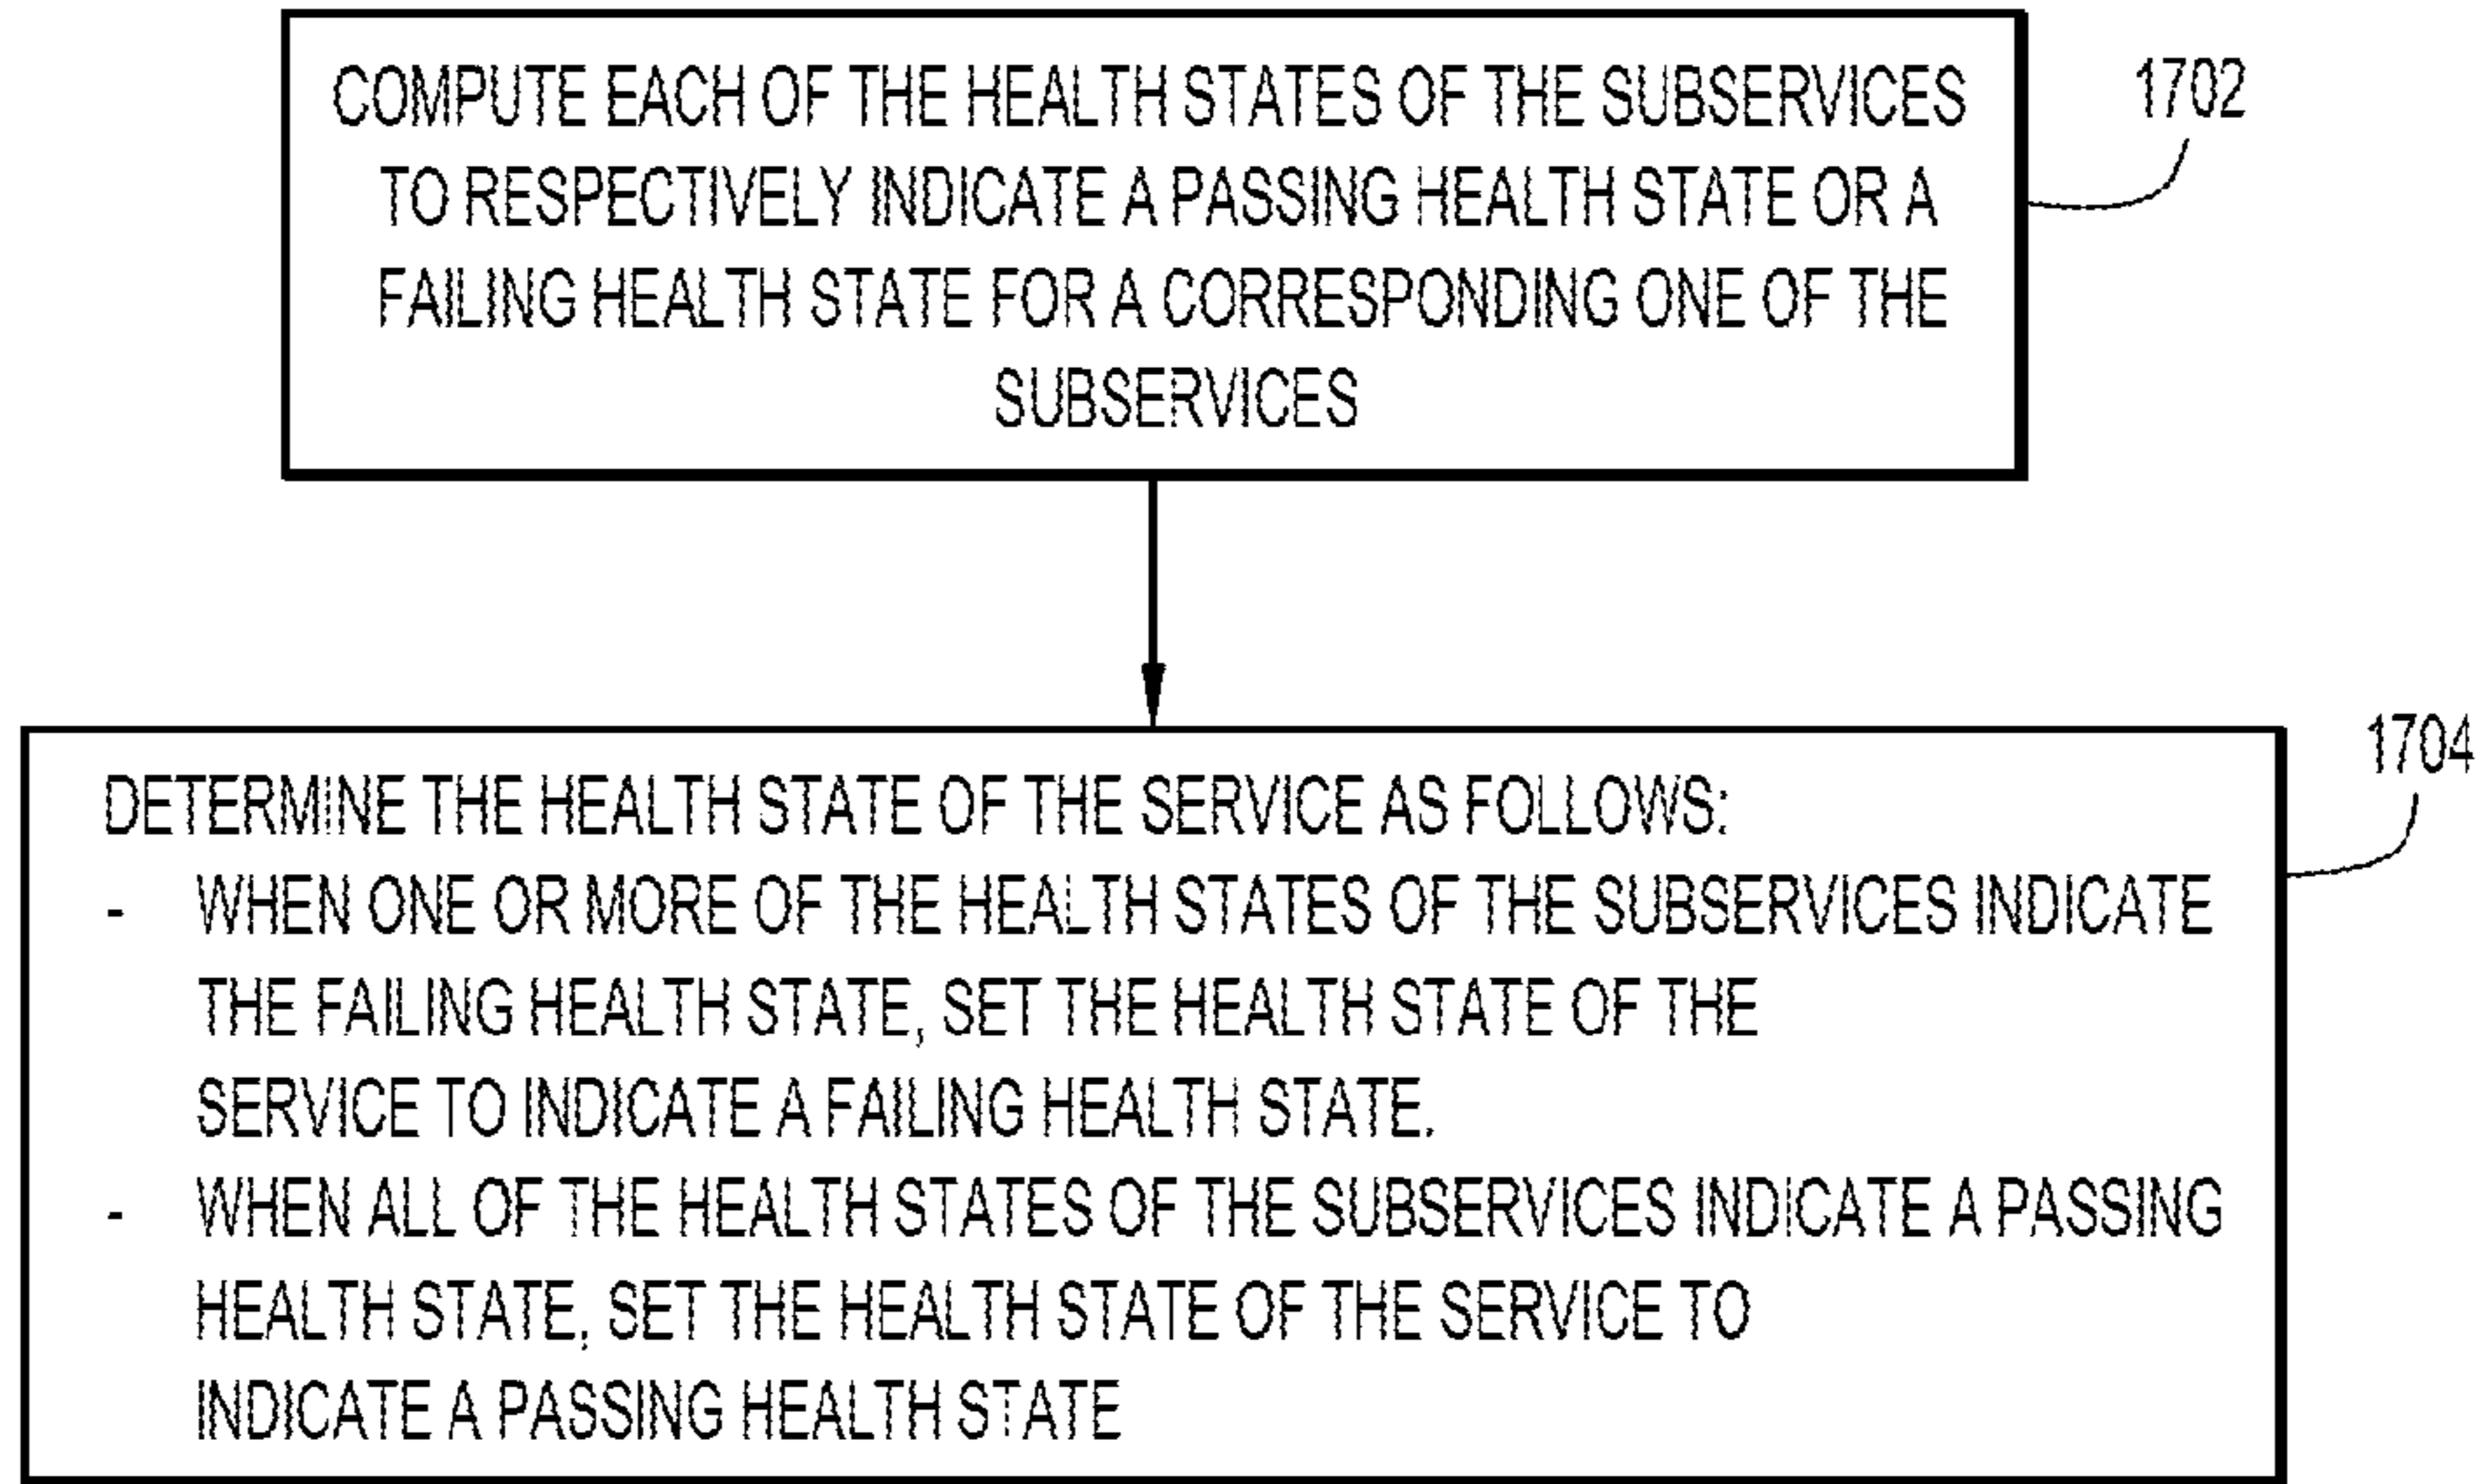 COMPUTE EACH OF THE HEALTH STATES OF THE SUBSERVICES
TO RESPECTIVELY INDICATE A PASSING HEALTH STATE OR A
FAILING HEALTH STATE FOR A CORRESPONDING ONE OF THE
SUBSERVICES
1702
DETERMINE THE HEALTH STATE OF THE SERVICE AS FOLLOWS:
- WHEN ONE OR MORE OF THE HEALTH STATES OF THE SUBSERVICES INDICATE
THE FAILING HEALTH STATE, SET THE HEALTH STATE OF THE
SERVICE TO INDICATE A FAILING HEALTH STATE.
- WHEN ALL OF THE HEALTH STATES OF THE SUBSERVICES INDICATE A PASSING
HEALTH STATE, SET THE HEALTH STATE OF THE SERVICE TO
INDICATE A PASSING HEALTH STATE
1704